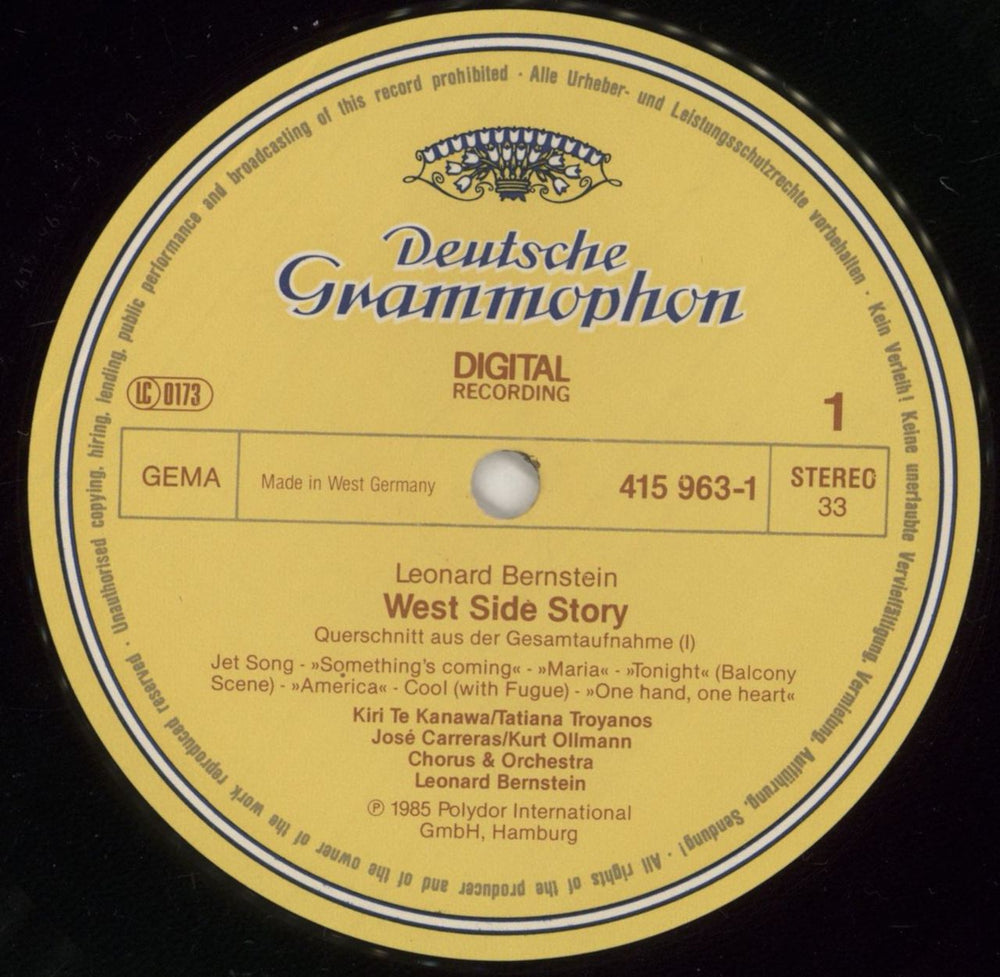 Deutsche
Grammophon
DIGITAL
RECORDING
LC 0173
1
GEMA
Made in West Germany
415 963-1
STEREO
33
Leonard Bernstein
West Side Story
Querschnitt aus der Gesamtaufnahme (I)
Jet Song - »Something's coming« - »Maria« - »Tonight« (Balcony
Scene) - »America« - Cool (with Fugue) - »One hand, one heart«
Kiri Te Kanawa/Tatiana Troyanos
José Carreras/Kurt Ollmann
Chorus & Orchestra
Leonard Bernstein
℗ 1985 Polydor International
GmbH, Hamburg
Alle Urheber- und Leistungsschutzrechte vorbehalten · Kein Verleih! Keine unerlaubte Vervielfältigung, Vermietung, Aufführung, Sendung! · All rights of the producer and of the owner of the work reproduced reserved · Unauthorised copying, hiring, lending, public performance and broadcasting of this record prohibited ·